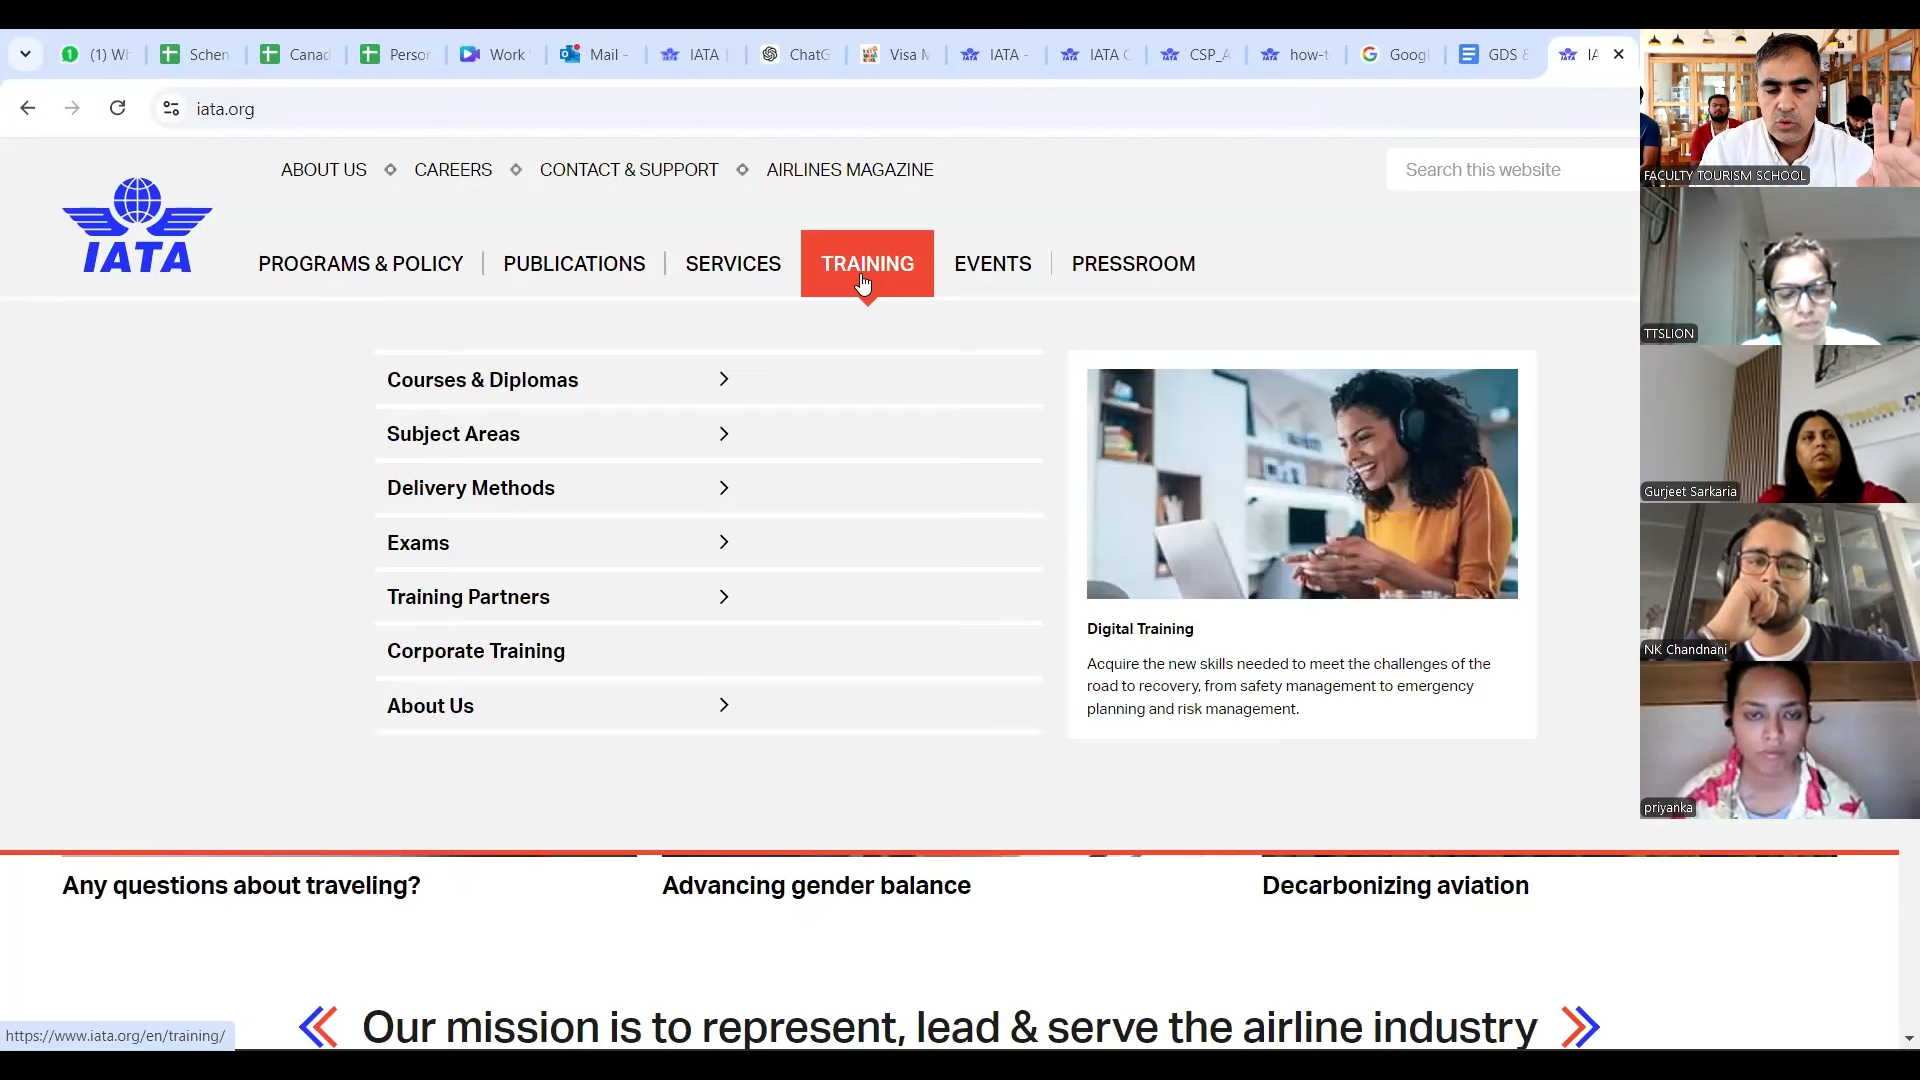 (1) Wh
Schen
Canad
Person
Work
Mail -
IATA
ChatG
Visa
IATA -
IATA C
CSP_A
how-t
Googl
GDS &
iata.org
ABOUT US
CAREERS
CONTACT & SUPPORT
AIRLINES MAGAZINE
Search this website
IATA
PROGRAMS & POLICY
PUBLICATIONS
SERVICES
TRAINING
EVENTS
PRESSROOM
Courses & Diplomas
Subject Areas
Delivery Methods
Exams
Training Partners
Corporate Training
About Us
Digital Training
Acquire the new skills needed to meet the challenges of the
road to recovery, from safety management to emergency
planning and risk management.
Any questions about traveling?
Advancing gender balance
Decarbonizing aviation
Our mission is to represent, lead & serve the airline industry
https://www.iata.org/en/training/
FACULTY TOURISM SCHOOL
TTSLION
Gurjeet Sarkaria
NK Chandnani
priyanka